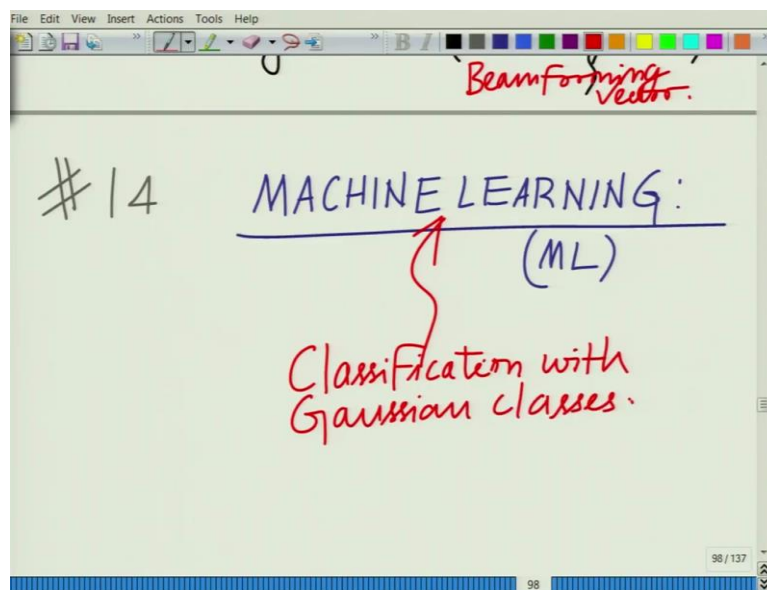 File Edit View Insert Actions Tools Help
B I
Beamforming
Vector.
#14 MACHINE LEARNING:
(ML)
Classification with
Gaussian classes.
98/137
98